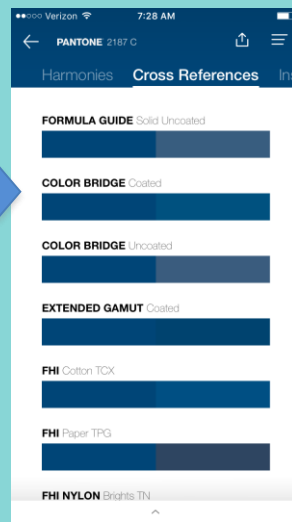 Verizon 7:28 AM
PANTONE 2187 C
Harmonies Cross References In
FORMULA GUIDE Solid Uncoated
COLOR BRIDGE Coated
COLOR BRIDGE Uncoated
EXTENDED GAMUT Coated
FHI Cotton TCX
FHI Paper TPG
FHI NYLON Brights TN